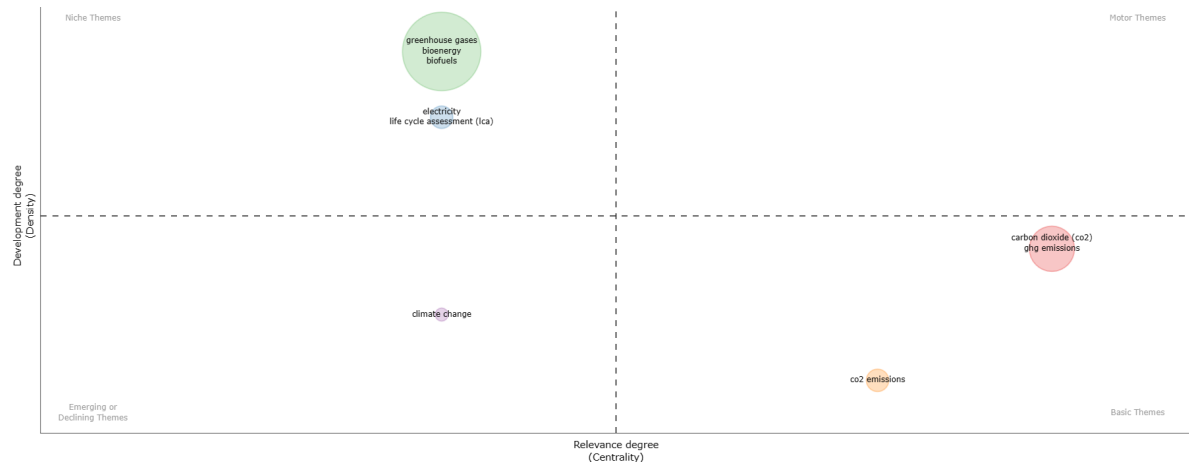 Niche Themes
Motor Themes
greenhouse gases
bioenergy
biofuels
electricity
life cycle assessment (lca)
Development degree
(Density)
carbon dioxide (co2)
ghg emissions
climate change
co2 emissions
Emerging or
Declining Themes
Basic Themes
Relevance degree
(Centrality)